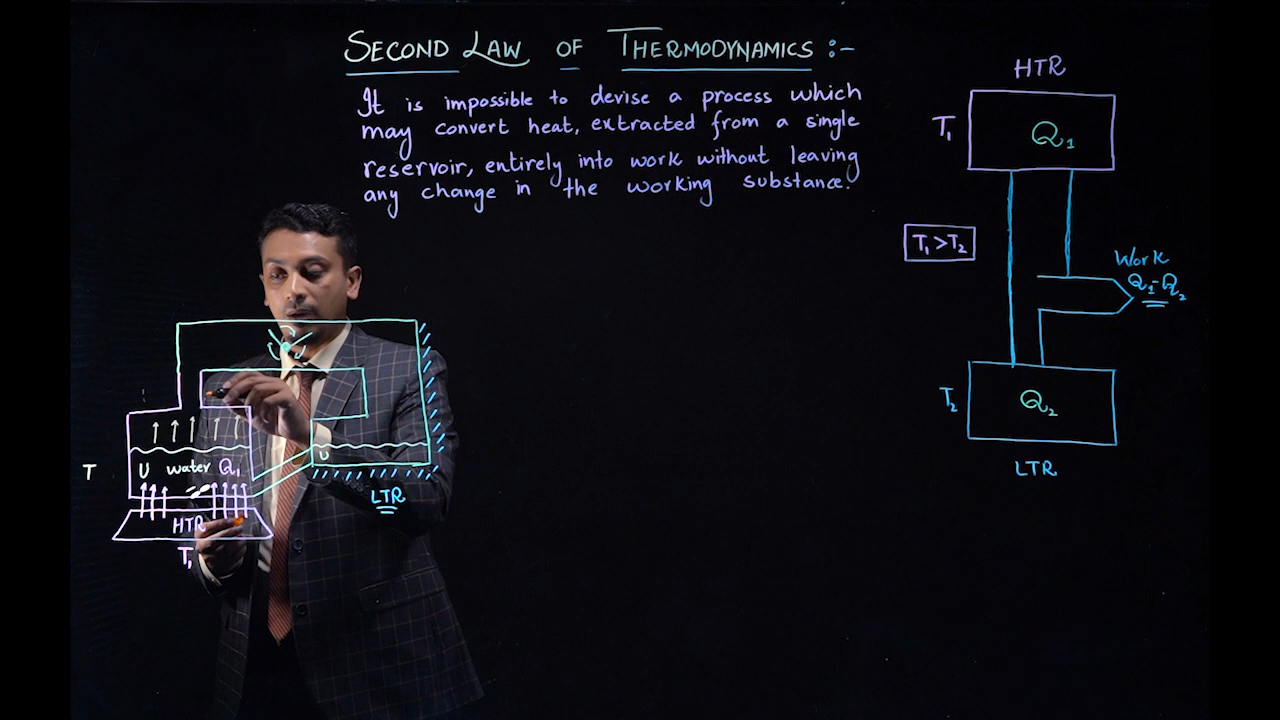 SECOND LAW OF THERMODYNAMICS :-
It is impossible to devise a process which
may convert heat, extracted from a single
reservoir, entirely into work without leaving
any change in the working substance.
HTR
T₁
Q₁
T₁>T₂
Work
Q₁-Q₂
T₂
Q₂
LTR
T
U water Q₁
U
HTR
T₁
LTR